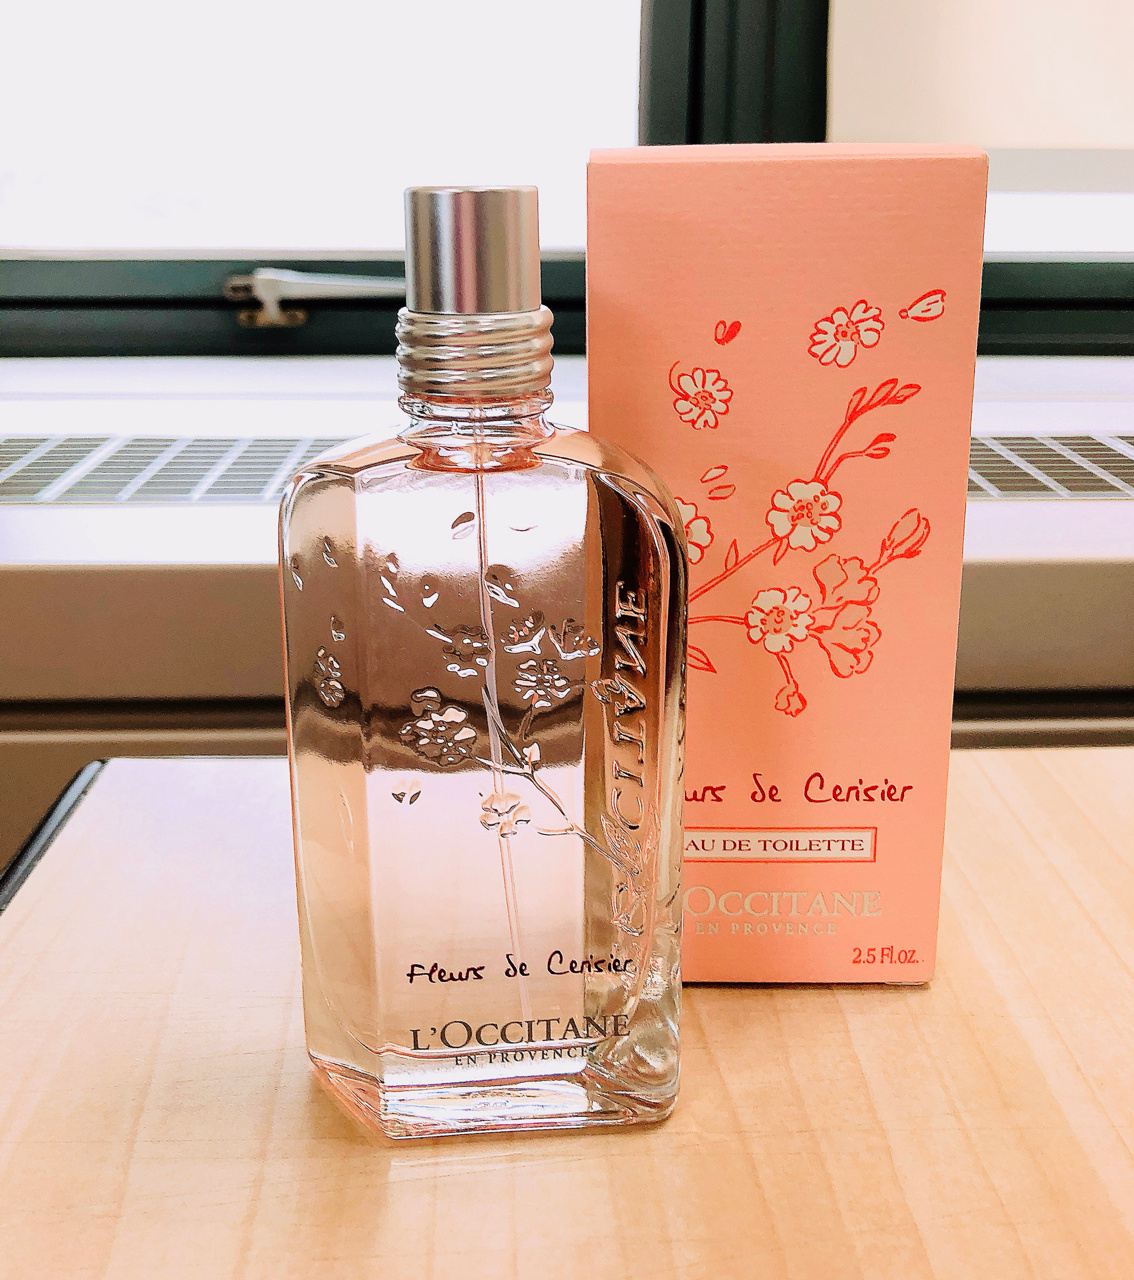 Fleurs de Cerisier
L'OCCITANE
EN PROVENCE
CCITANE
urs de Cerisier
AU DE TOILETTE
OCCITANE
EN PROVENCE
2.5 Fl.oz.